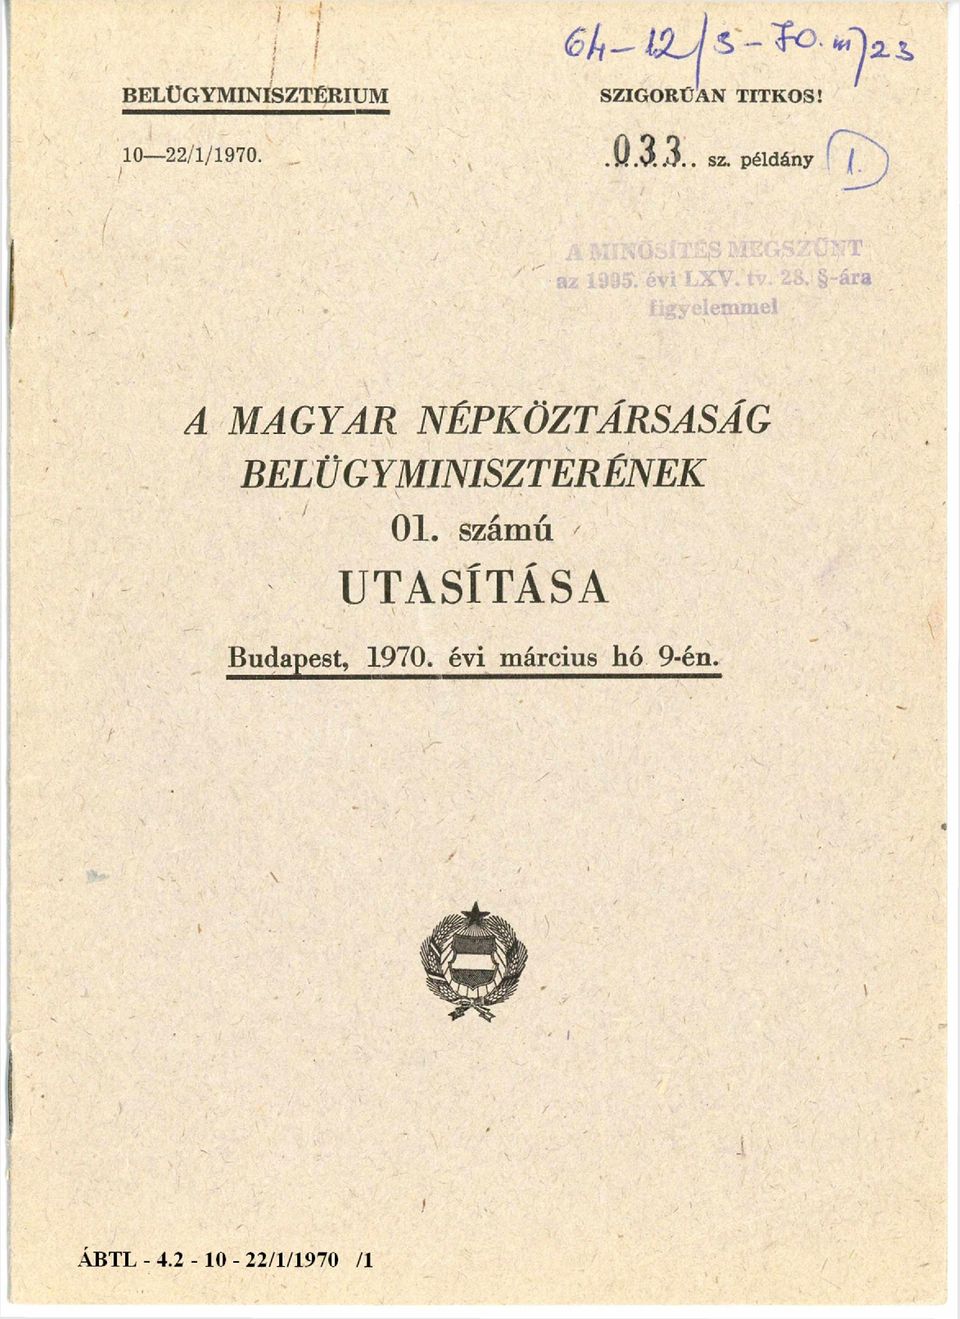 64-12/3-70. III/23
BELÜGYMINISZTÉRIUM
SZIGORÚAN TITKOS!
10—22/1/1970.
033. sz. példány
1.
A MINŐSÍTÉS MEGSZŰNT
az 1995. évi LXV. tv. 28. §-ára
figyelemmel
A MAGYAR NÉPKÖZTÁRSASÁG
BELÜGYMINISZTERÉNEK
01. számú
UTASÍTÁSA
Budapest, 1970. évi március hó 9-én.
ÁBTL - 4.2 - 10 - 22/1/1970 /1